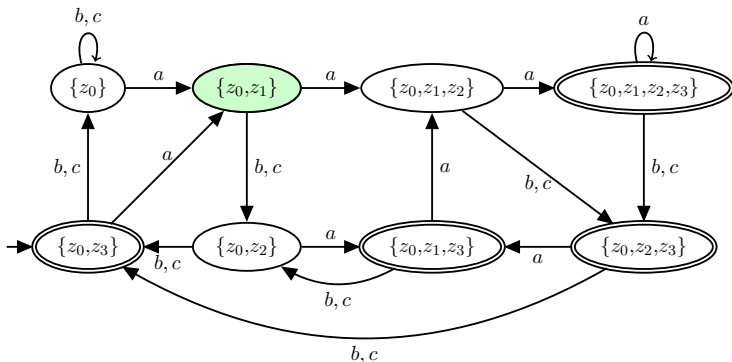 b, c
a
{z₀}
a
{z₀,z₁}
a
{z₀,z₁,z₂}
a
{z₀,z₁,z₂,z₃}
b, c
a
b, c
a
b, c
b, c
{z₀,z₃}
b, c
{z₀,z₂}
a
{z₀,z₁,z₃}
a
{z₀,z₂,z₃}
b, c
b, c